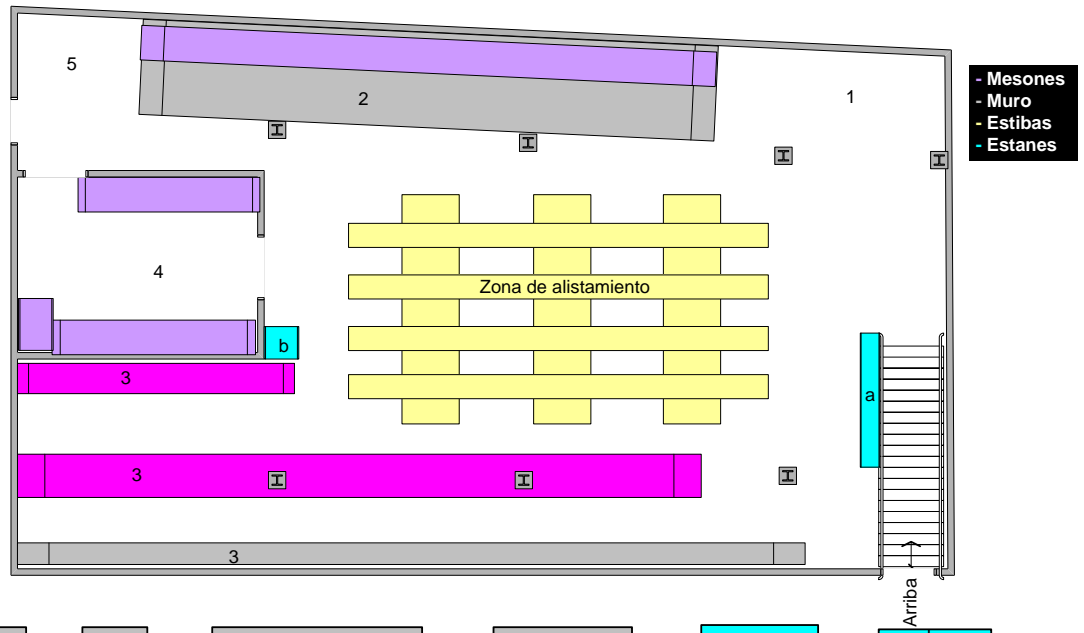 5
2
1
- Mesones
- Muro
- Estibas
- Estanes
4
Zona de alistamiento
b
3
a
3
3
Arriba